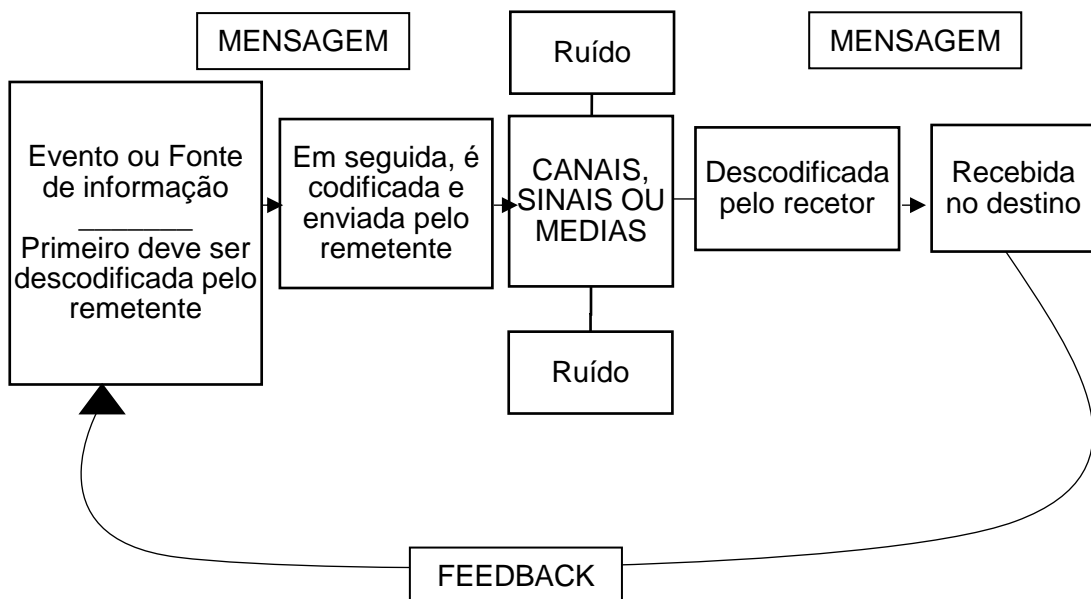 MENSAGEM
Ruído
MENSAGEM
Evento ou Fonte
de informação
_______
Primeiro deve ser
descodificada pelo
remetente
Em seguida, é
codificada e
enviada pelo
remetente
CANAIS,
SINAIS OU
MEDIAS
Descodificada
pelo recetor
Recebida
no destino
Ruído
FEEDBACK